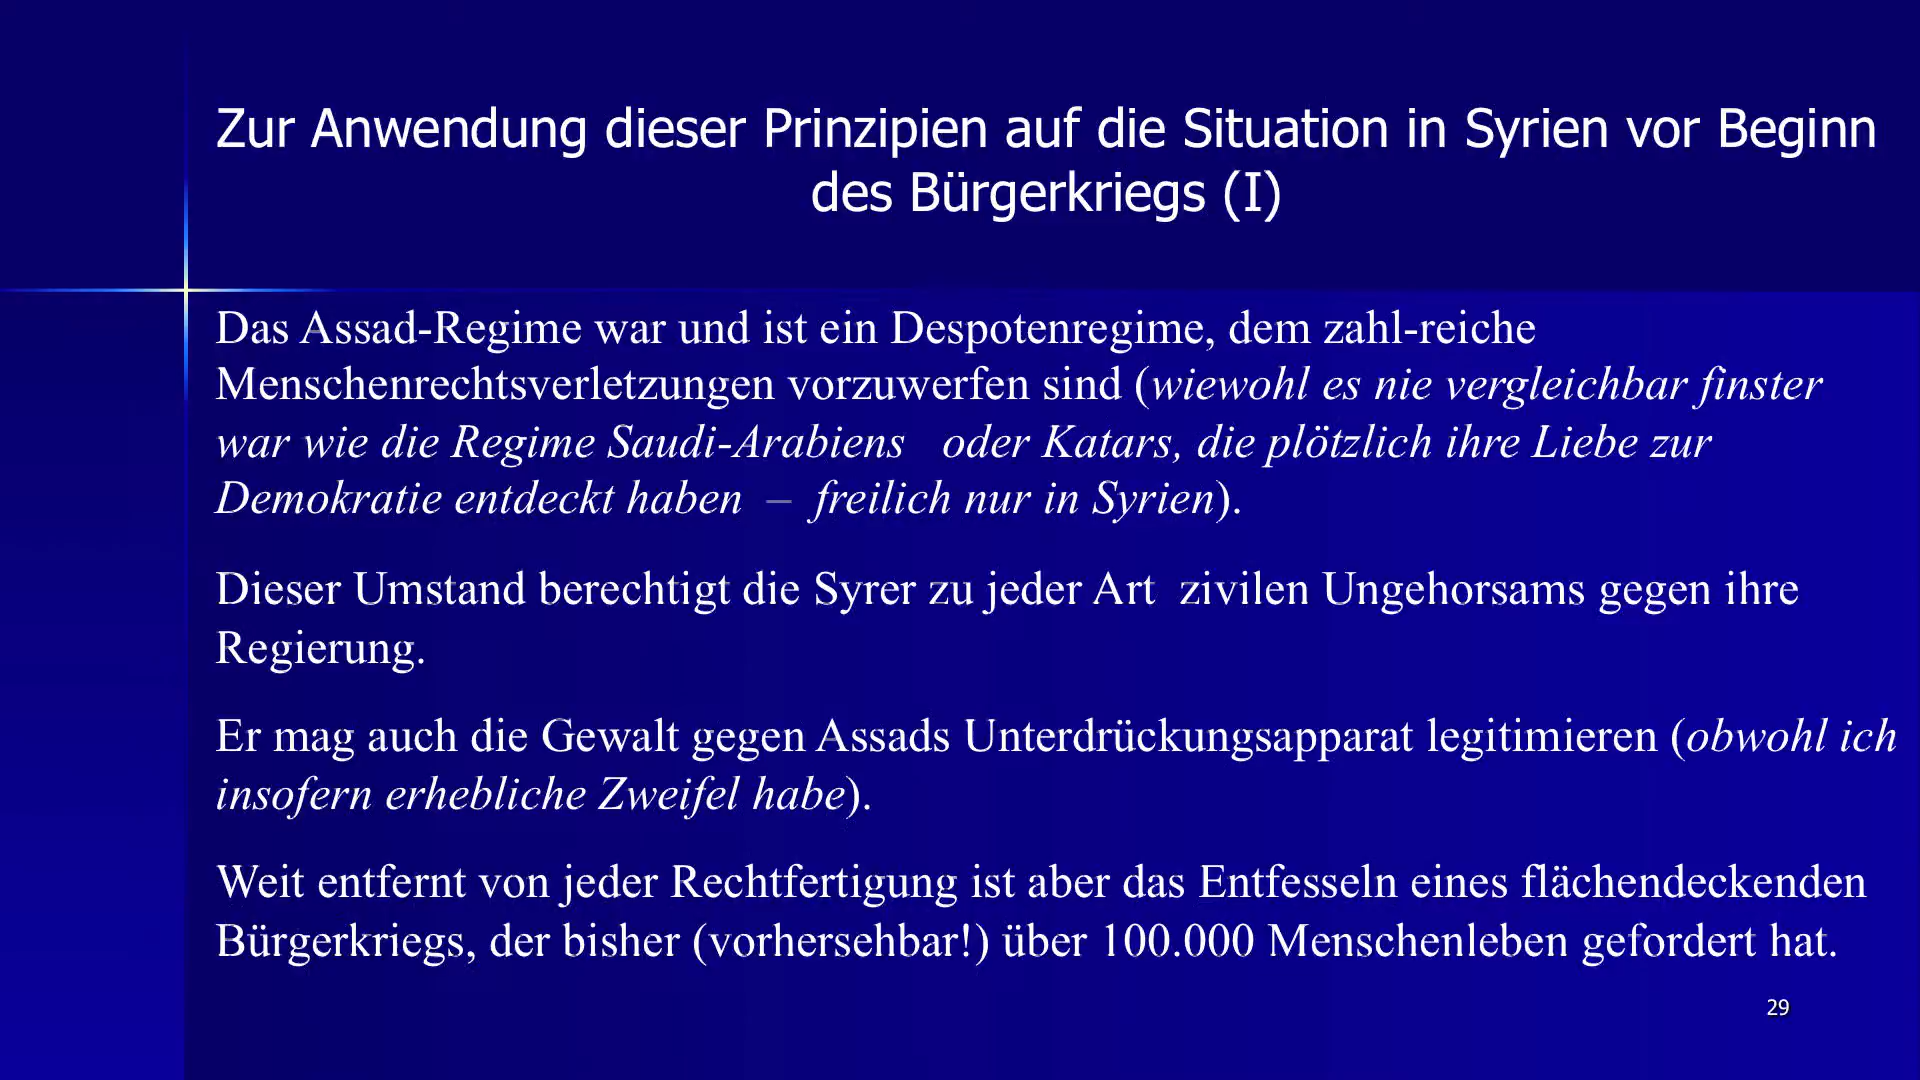 Zur Anwendung dieser Prinzipien auf die Situation in Syrien vor Beginn
des Bürgerkriegs (I)
Das Assad-Regime war und ist ein Despotenregime, dem zahl-reiche
Menschenrechtsverletzungen vorzuwerfen sind (wiewohl es nie vergleichbar finster
war wie die Regime Saudi-Arabiens oder Katars, die plötzlich ihre Liebe zur
Demokratie entdeckt haben – freilich nur in Syrien).
Dieser Umstand berechtigt die Syrer zu jeder Art zivilen Ungehorsams gegen ihre
Regierung.
Er mag auch die Gewalt gegen Assads Unterdrückungsapparat legitimieren (obwohl ich
insofern erhebliche Zweifel habe).
Weit entfernt von jeder Rechtfertigung ist aber das Entfesseln eines flächendeckenden
Bürgerkriegs, der bisher (vorhersehbar!) über 100.000 Menschenleben gefordert hat.
29